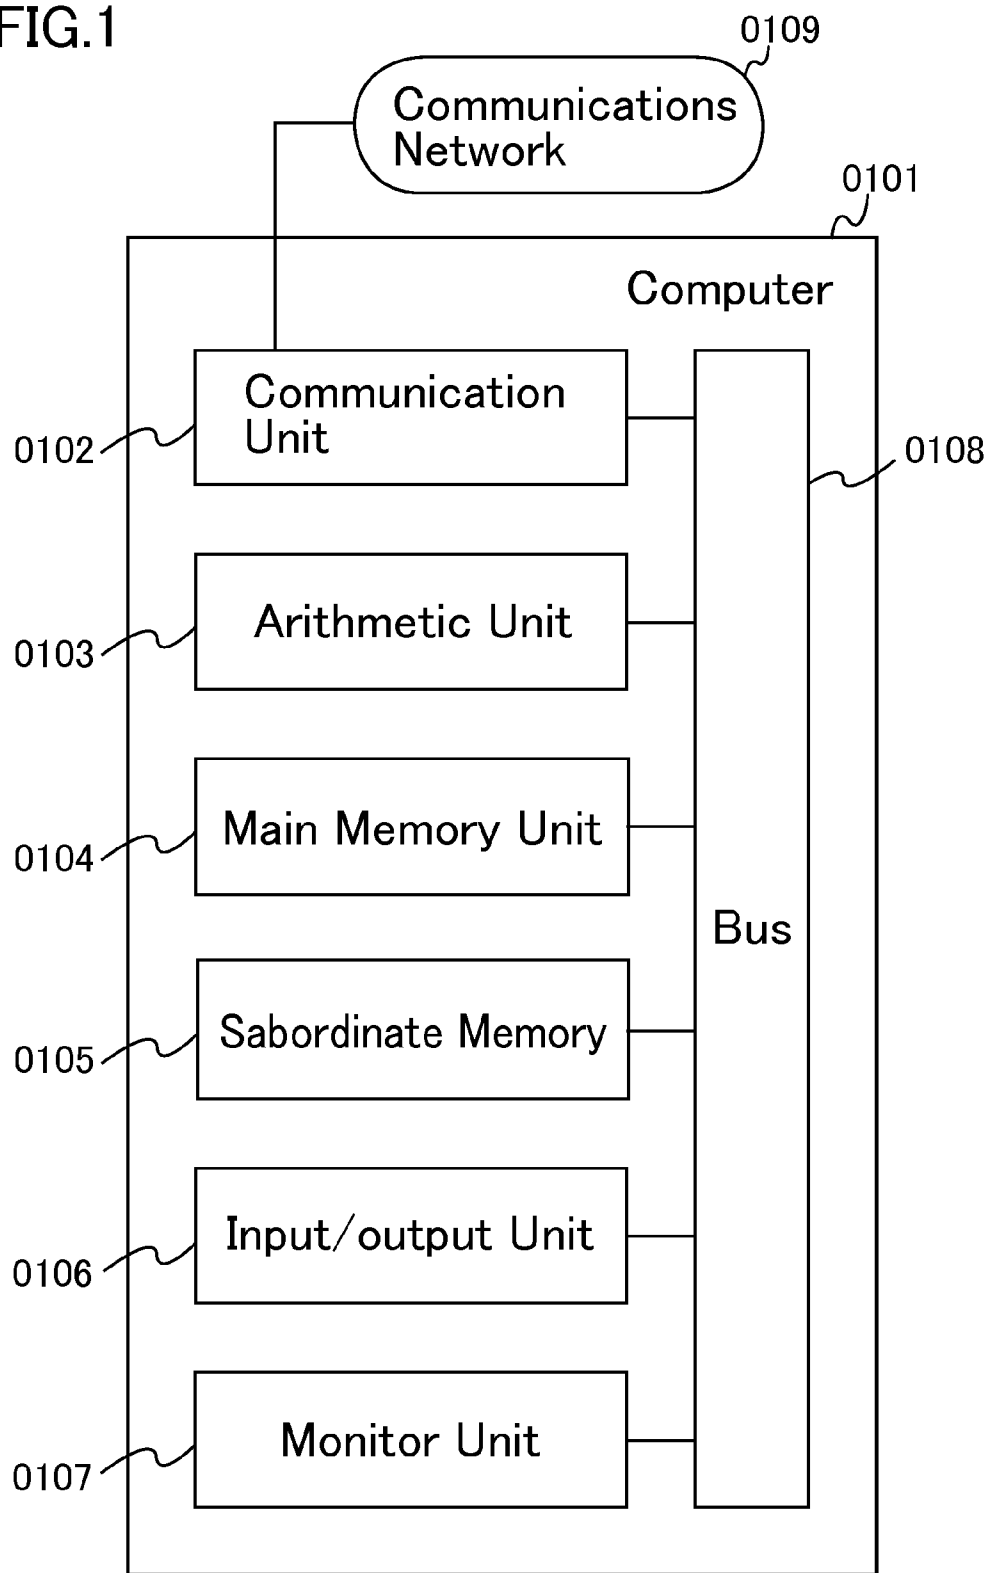 FIG.1
0109
Communications
Network
0101
Computer
Communication
Unit
0102
0108
Arithmetic Unit
0103
Main Memory Unit
0104
Bus
Sabordinate Memory
0105
Input/output Unit
0106
Monitor Unit
0107